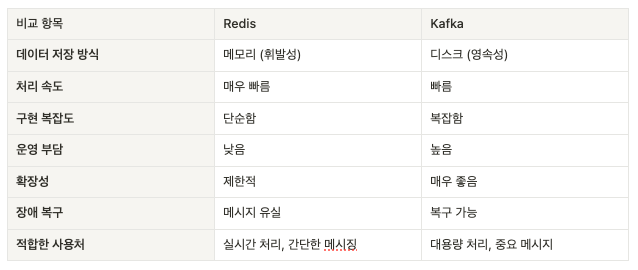 비교 항목 Redis Kafka
데이터 저장 방식 메모리 (휘발성) 디스크 (영속성)
처리 속도 매우 빠름 빠름
구현 복잡도 단순함 복잡함
운영 부담 낮음 높음
확장성 제한적 매우 좋음
장애 복구 메시지 유실 복구 가능
적합한 사용처 실시간 처리, 간단한 메시징 대용량 처리, 중요 메시지